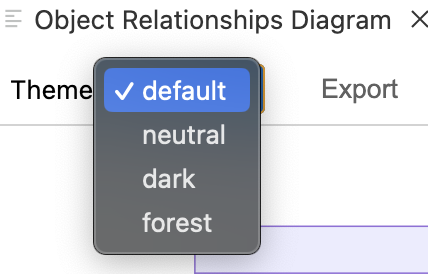 Object Relationships Diagram
Theme default Export
neutral
dark
forest